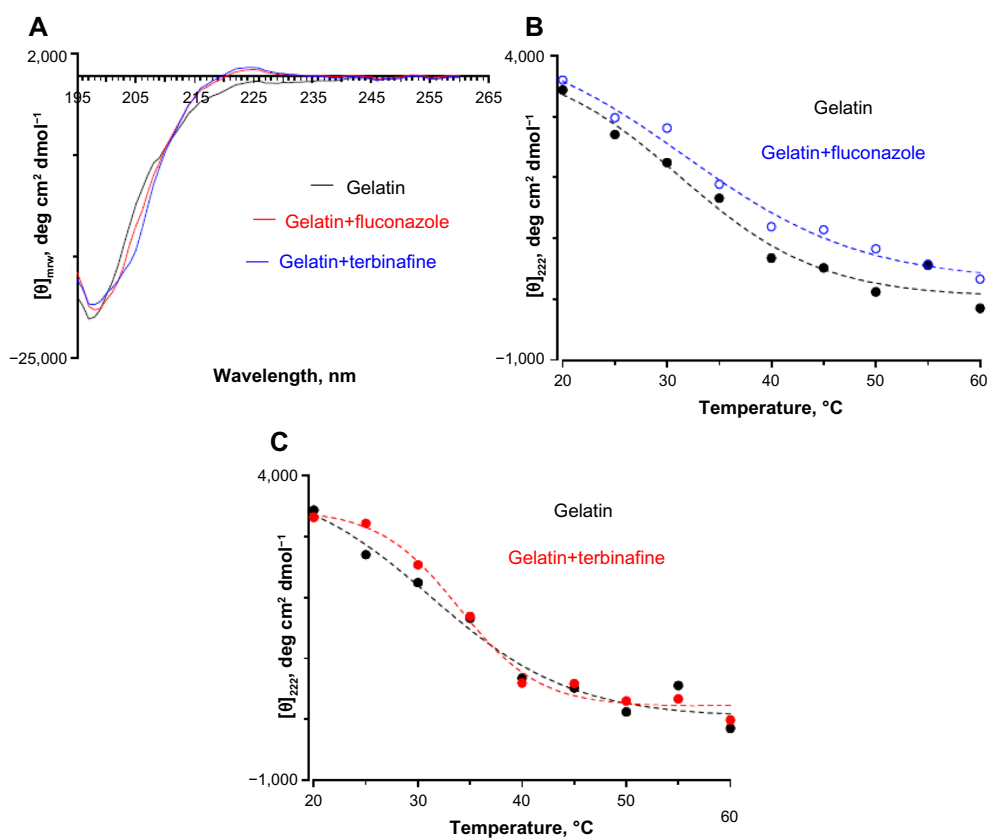 A
2,000
195 205 215 225 235 245 255 265
[θ]mrw, deg cm² dmol⁻¹
Gelatin
Gelatin+fluconazole
Gelatin+terbinafine
−25,000
Wavelength, nm
B
4,000
[θ]222, deg cm² dmol⁻¹
Gelatin
Gelatin+fluconazole
−1,000
20 30 40 50 60
Temperature, °C
C
4,000
[θ]222, deg cm² dmol⁻¹
Gelatin
Gelatin+terbinafine
−1,000
20 30 40 50 60
Temperature, °C